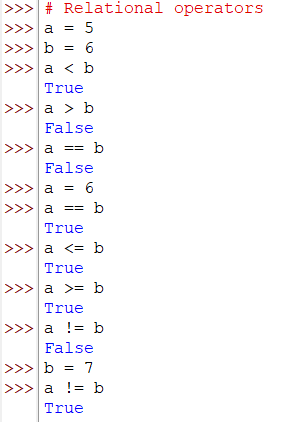 >>> # Relational operators
>>> a = 5
>>> b = 6
>>> a < b
True
>>> a > b
False
>>> a == b
False
>>> a = 6
>>> a == b
True
>>> a <= b
True
>>> a >= b
True
>>> a != b
False
>>> b = 7
>>> a != b
True